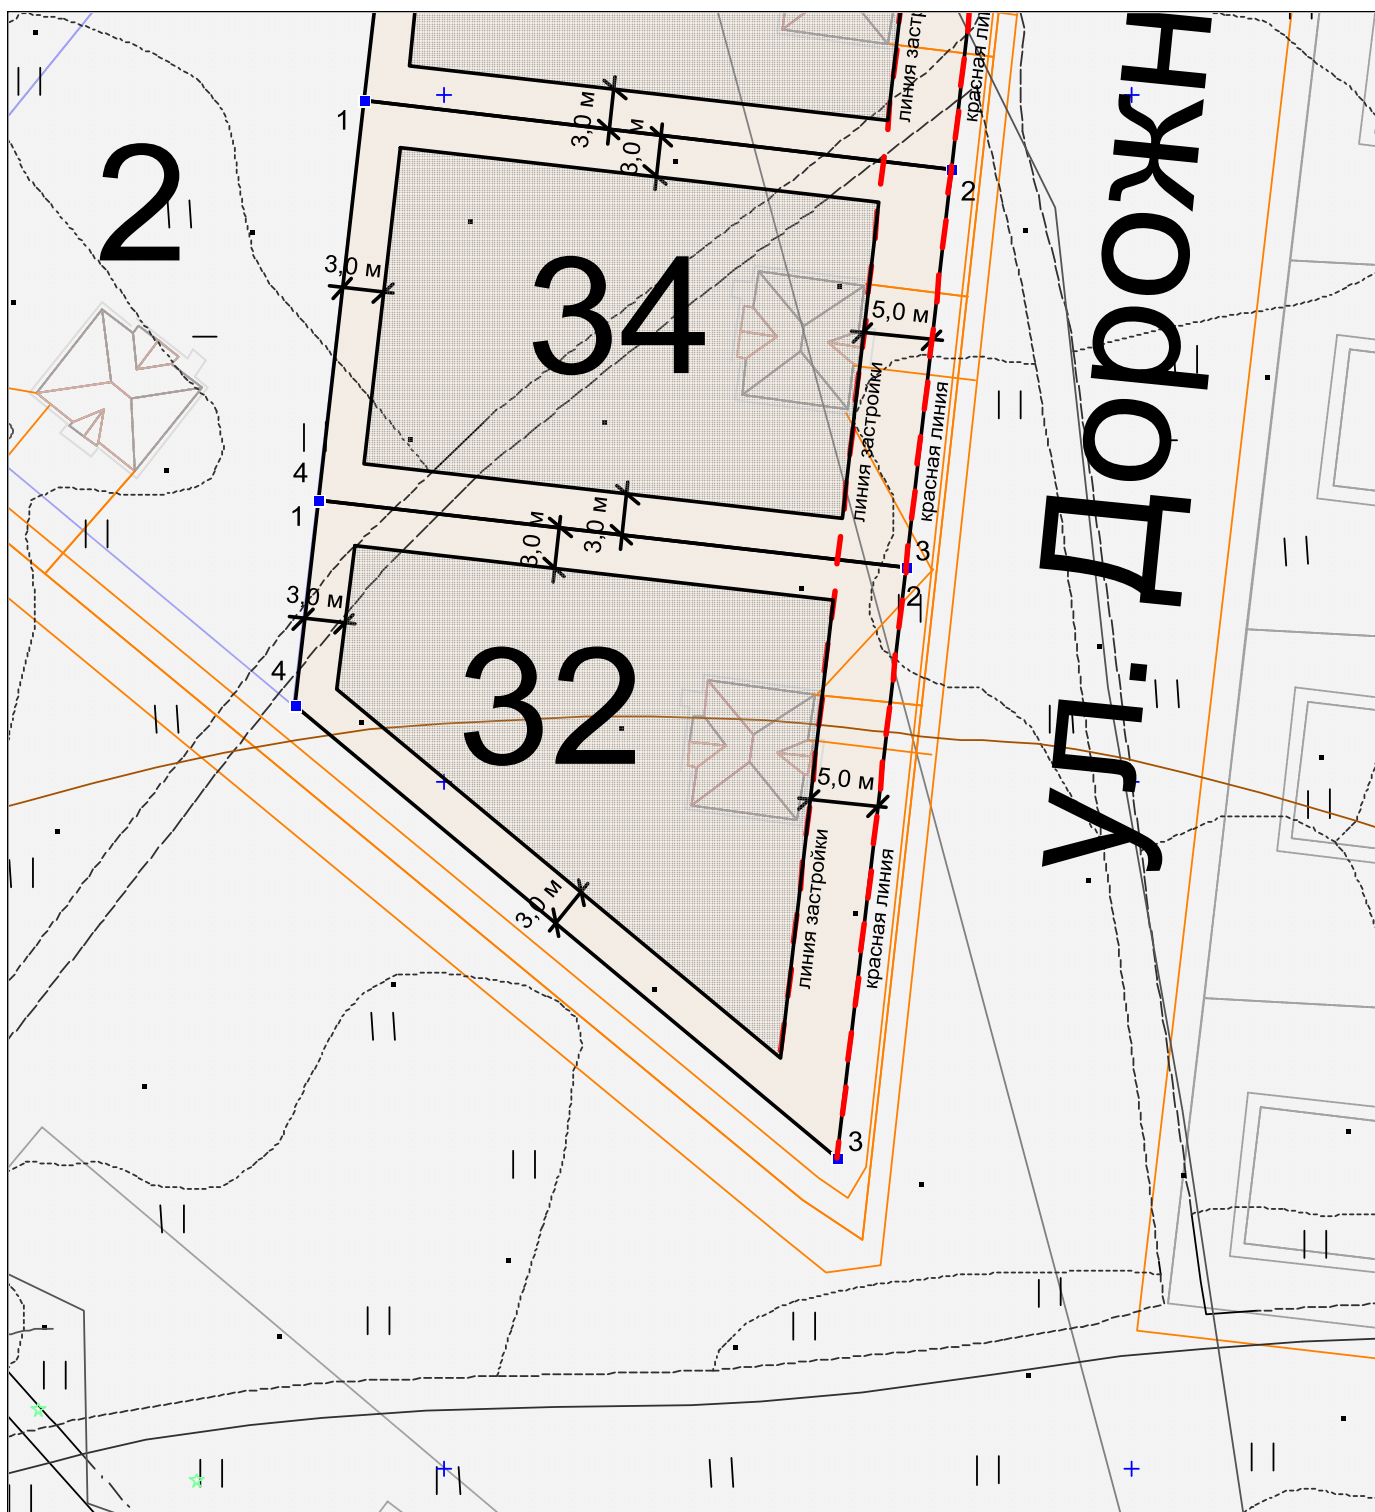 линия застр
красная ли
1
3,0 м
3,0 м
2
2
34
3,0 м
5,0 м
линия застройки
красная линия
4
1
3,0 м
3,0 м
3
2
3,0 м
4
32
5,0 м
линия застройки
красная линия
3,0 м
3
ул. Дорожн